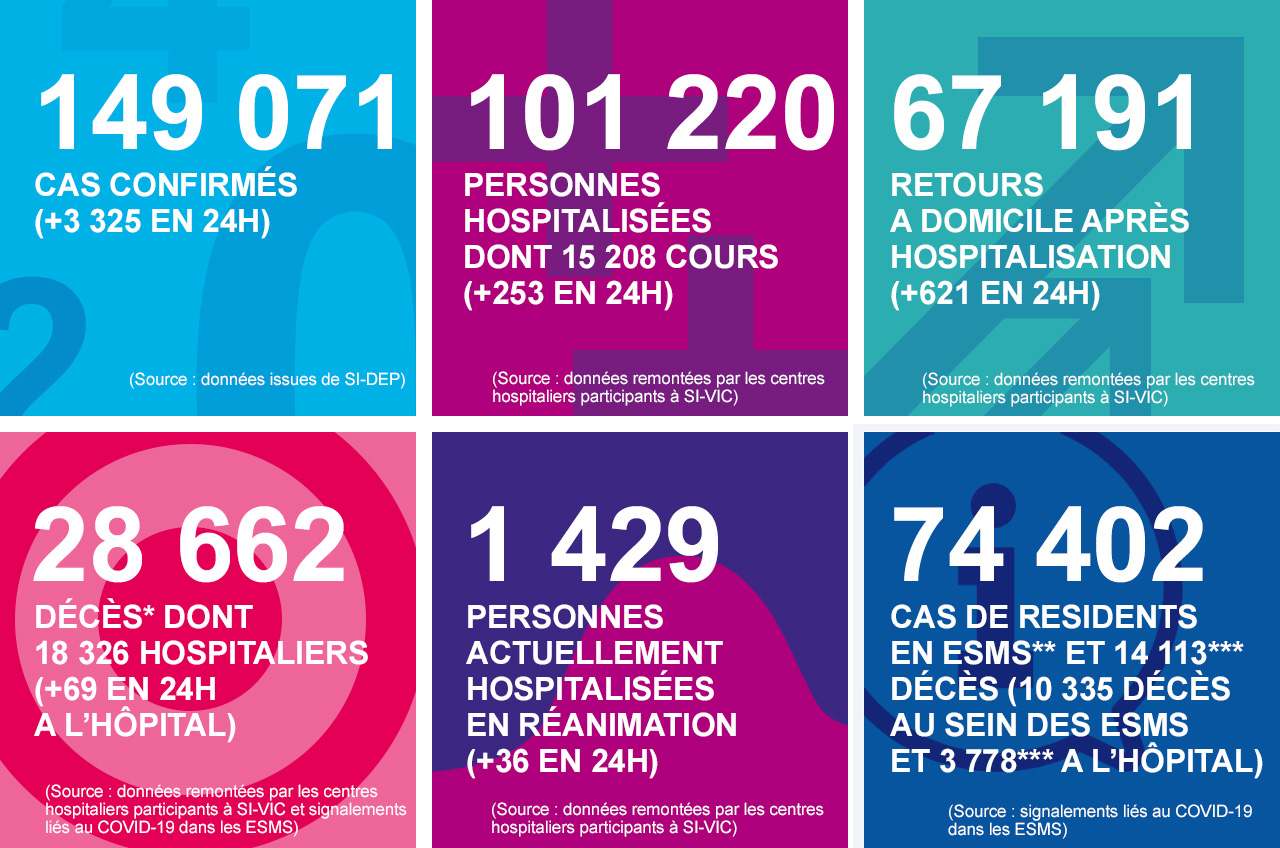 149 071
CAS CONFIRMÉS
(+3 325 EN 24H)
(Source : données issues de SI-DEP)
101 220
PERSONNES
HOSPITALISÉES
DONT 15 208 COURS
(+253 EN 24H)
(Source : données remontées par les centres
hospitaliers participants à SI-VIC)
67 191
RETOURS
A DOMICILE APRÈS
HOSPITALISATION
(+621 EN 24H)
(Source : données remontées par les centres
hospitaliers participants à SI-VIC)
28 662
DÉCÈS* DONT
18 326 HOSPITALIERS
(+69 EN 24H
A L’HÔPITAL)
(Source : données remontées par les centres
hospitaliers participants à SI-VIC et signalements
liés au COVID-19 dans les ESMS)
1 429
PERSONNES
ACTUELLEMENT
HOSPITALISÉES
EN RÉANIMATION
(+36 EN 24H)
(Source : données remontées par les centres
hospitaliers participants à SI-VIC)
74 402
CAS DE RESIDENTS
EN ESMS** ET 14 113***
DÉCÈS (10 335 DÉCÈS
AU SEIN DES ESMS
ET 3 778*** A L’HÔPITAL)
(Source : signalements liés au COVID-19
dans les ESMS)